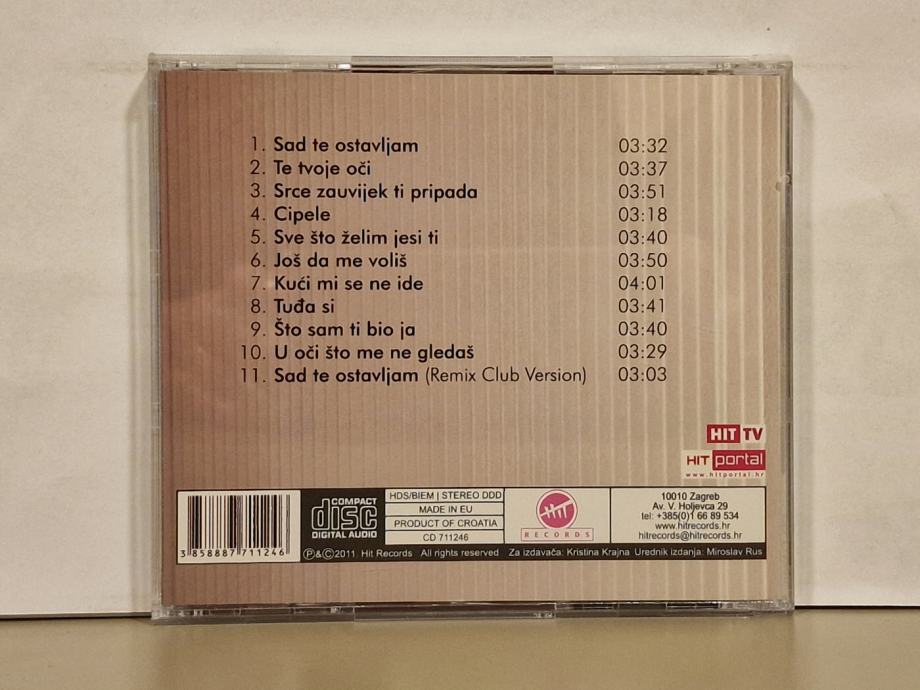 1. Sad te ostavljam 03:32
2. Te tvoje oči 03:37
3. Srce zauvijek ti pripada 03:51
4. Cipele 03:18
5. Sve što želim jesi ti 03:40
6. Još da me voliš 03:50
7. Kući mi se ne ide 04:01
8. Tuđa si 03:41
9. Što sam ti bio ja 03:40
10. U oči što me ne gledaš 03:29
11. Sad te ostavljam (Remix Club Version) 03:03
HIT TV
HIT portal
www.hitportal.hr
3 858887 711246
COMPACT
disc
DIGITAL AUDIO
HDS/BIEM | STEREO DDD
MADE IN EU
PRODUCT OF CROATIA
CD 711246
Hit
RECORDS
10010 Zagreb
Av. V. Holjevca 29
tel: +385(0)1 66 89 534
www.hitrecords.hr
hitrecords@hitrecords.hr
Ⓟ&Ⓒ2011. Hit Records All rights reserved Za izdavača: Kristina Krajna Urednik izdanja: Miroslav Rus